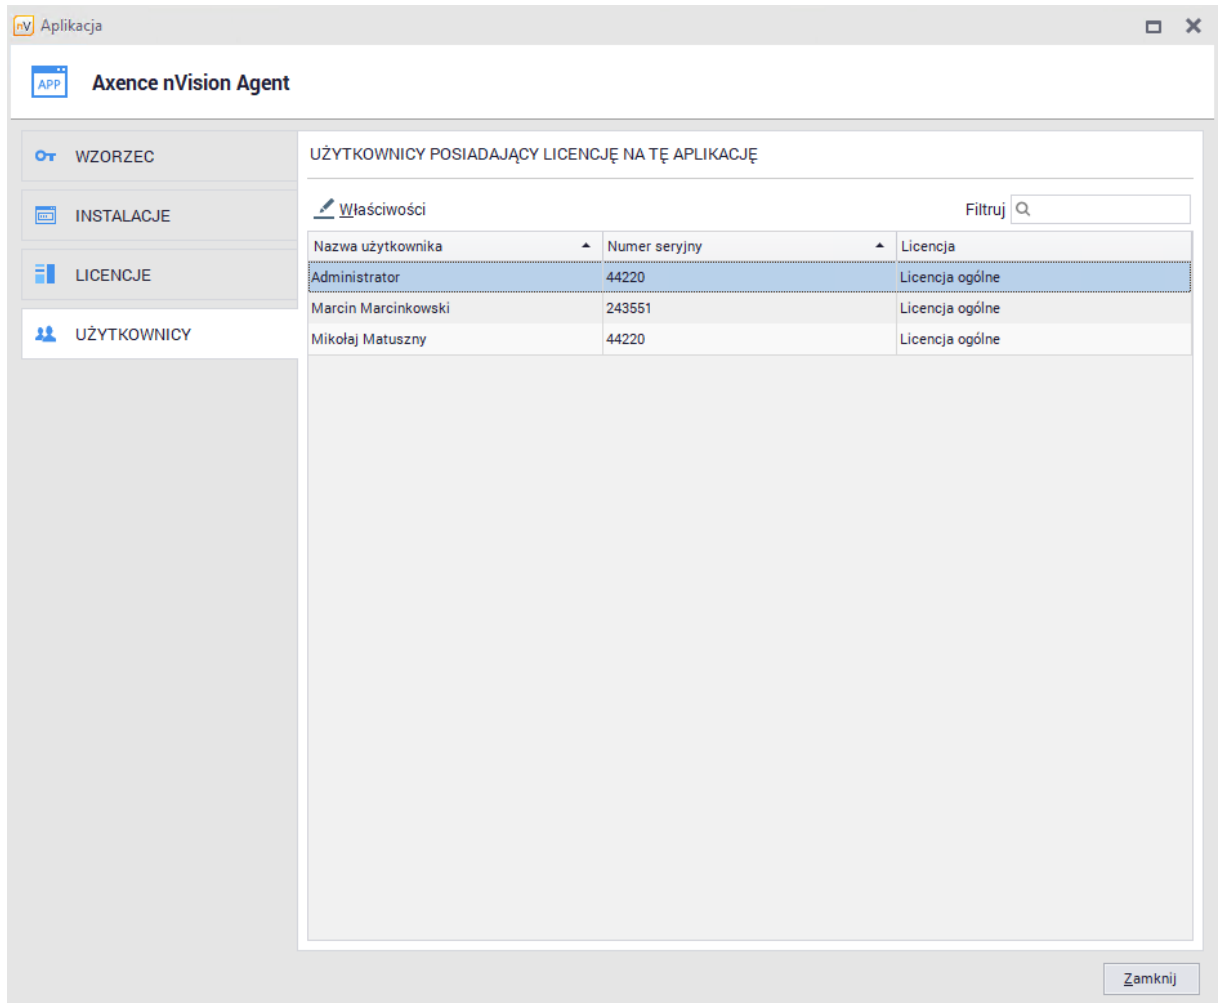 nV Aplikacja
APP Axence nVision Agent
WZORZEC
INSTALACJE
LICENCJE
UŻYTKOWNICY
UŻYTKOWNICY POSIADAJĄCY LICENCJĘ NA TĘ APLIKACJĘ
Właściwości Filtruj
Nazwa użytkownika Numer seryjny Licencja
Administrator 44220 Licencja ogólne
Marcin Marcinkowski 243551 Licencja ogólne
Mikołaj Matuszny 44220 Licencja ogólne
Zamknij